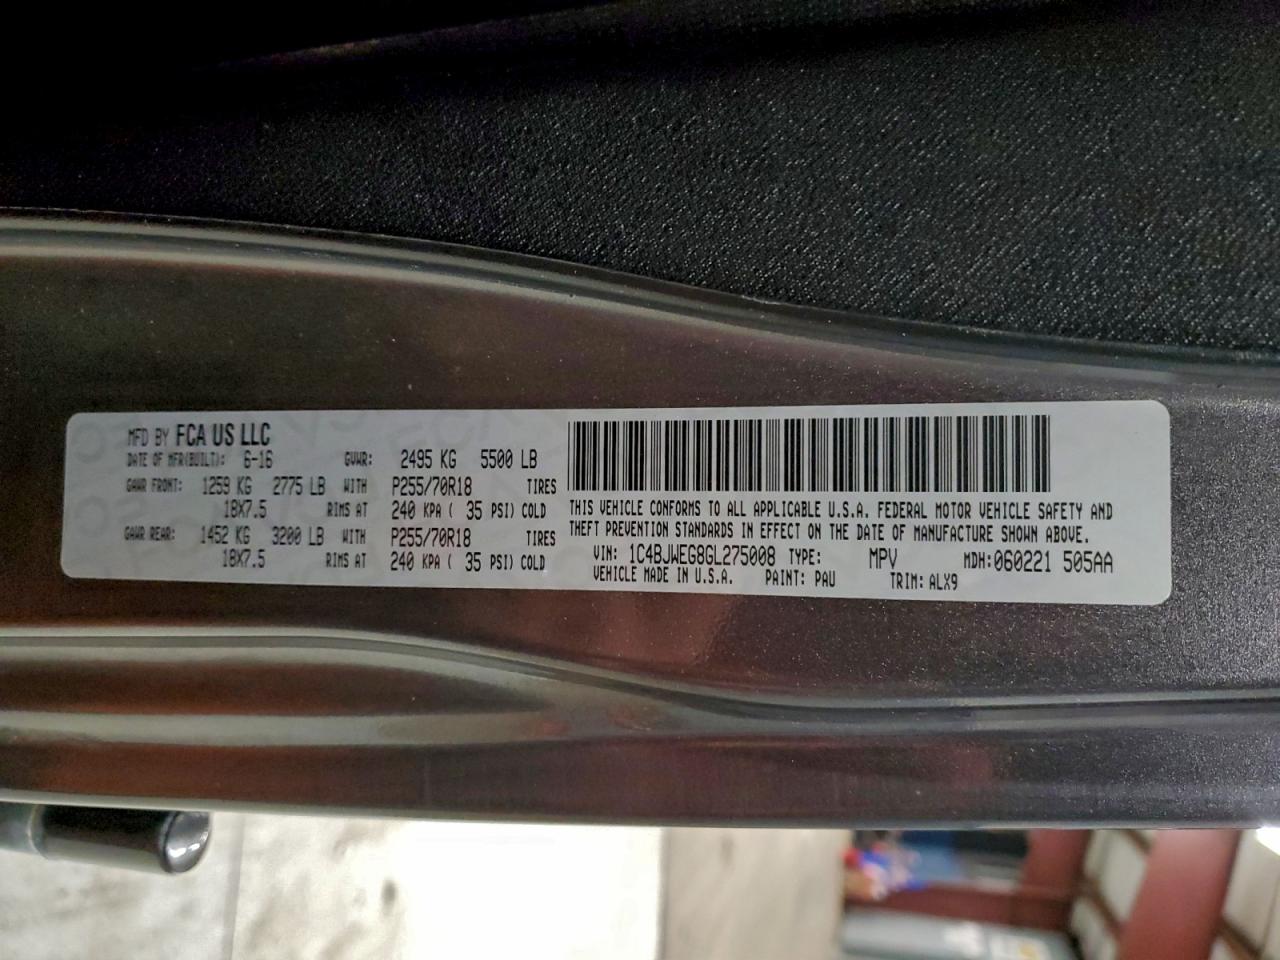 MFD BY FCA US LLC
DATE OF MFR(BUILT): 6-16 GVWR: 2495 KG 5500 LB
GAWR FRONT: 1259 KG 2775 LB WITH P255/70R18 TIRES
18X7.5 RIMS AT 240 KPA ( 35 PSI) COLD
GAWR REAR: 1452 KG 3200 LB WITH P255/70R18 TIRES
18X7.5 RIMS AT 240 KPA ( 35 PSI) COLD
THIS VEHICLE CONFORMS TO ALL APPLICABLE U.S.A. FEDERAL MOTOR VEHICLE SAFETY AND
THEFT PREVENTION STANDARDS IN EFFECT ON THE DATE OF MANUFACTURE SHOWN ABOVE.
VIN: 1C4BJWEG8GL275008 TYPE: MPV MDH:060221 505AA
VEHICLE MADE IN U.S.A. PAINT: PAU TRIM: ALX9